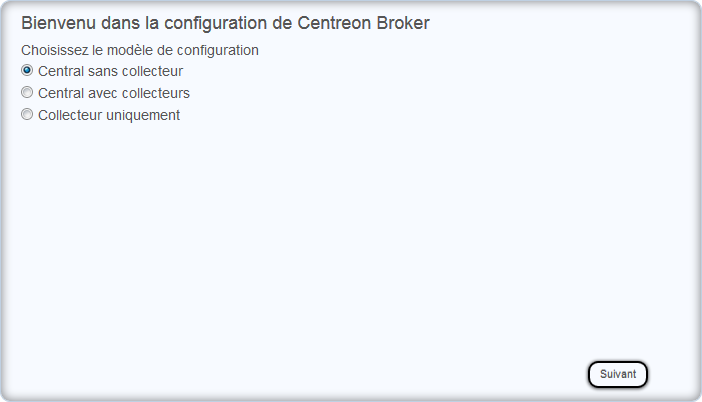 Bienvenu dans la configuration de Centreon Broker
Choisissez le modèle de configuration
Central sans collecteur
Central avec collecteurs
Collecteur uniquement
Suivant